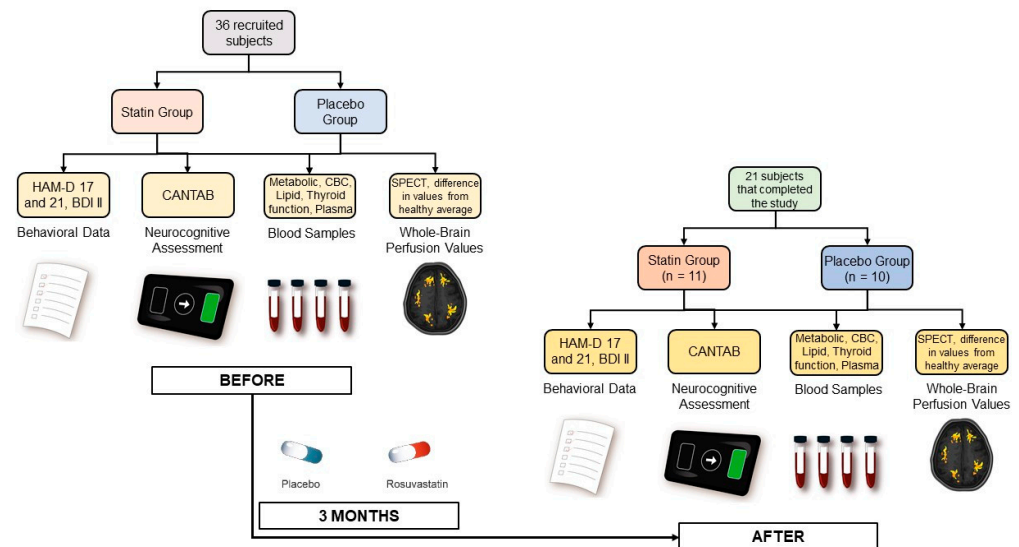 36 recruited
subjects
Statin Group
Placebo
Group
HAM-D 17
and 21, BDI II
CANTAB
Metabolic, CBC,
Lipid, Thyroid
function, Plasma
SPECT, difference
in values from
healthy average
Behavioral Data
Neurocognitive
Assessment
Blood Samples
Whole-Brain
Perfusion Values
BEFORE
Placebo
Rosuvastatin
3 MONTHS
21 subjects
that completed
the study
Statin Group
(n = 11)
Placebo Group
(n = 10)
HAM-D 17
and 21, BDI II
CANTAB
Metabolic, CBC,
Lipid, Thyroid
function, Plasma
SPECT, difference
in values from
healthy average
Behavioral Data
Neurocognitive
Assessment
Blood Samples
Whole-Brain
Perfusion Values
AFTER